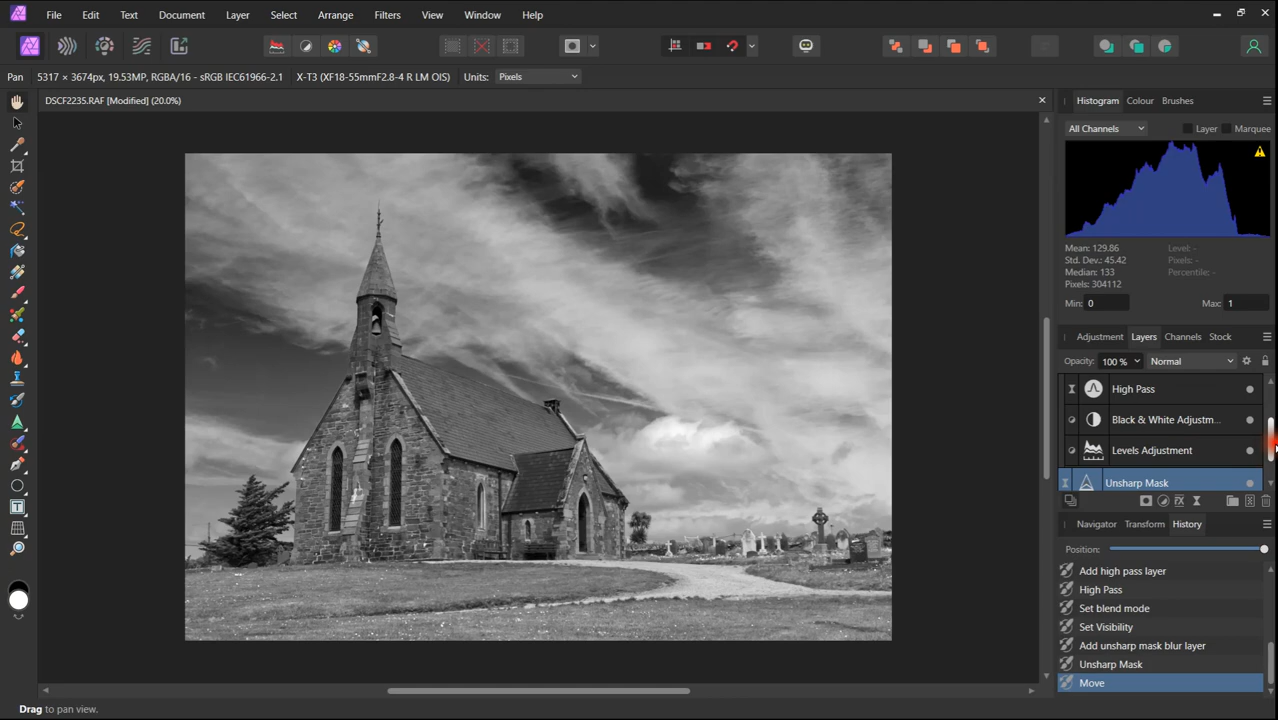 File Edit Text Document Layer Select Arrange Filters View Window Help
Pan 5317 × 3674px, 19.53MP, RGBA/16 - sRGB IEC61966-2.1 X-T3 (XF18-55mmF2.8-4 R LM OIS) Units: Pixels
DSCF2235.RAF [Modified] (20.0%)
Histogram Colour Brushes
All Channels Layer Marquee
Mean: 129.86 Level: -
Std. Dev.: 45.42 Pixels: -
Median: 133 Percentile: -
Pixels: 304112
Min: 0 Max: 1
Adjustment Layers Channels Stock
Opacity: 100 % Normal
High Pass
Black & White Adjustm...
Levels Adjustment
Unsharp Mask
Navigator Transform History
Position:
Add high pass layer
High Pass
Set blend mode
Set Visibility
Add unsharp mask blur layer
Unsharp Mask
Move
Drag to pan view.